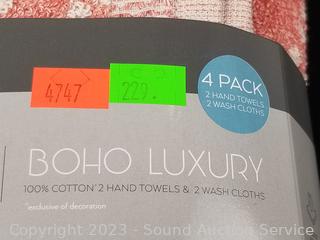 4747
229.
4 PACK
2 HAND TOWELS
2 WASH CLOTHS
BOHO LUXURY
100% COTTON* 2 HAND TOWELS & 2 WASH CLOTHS
*exclusive of decoration
Copyright 2023 - Sound Auction Service